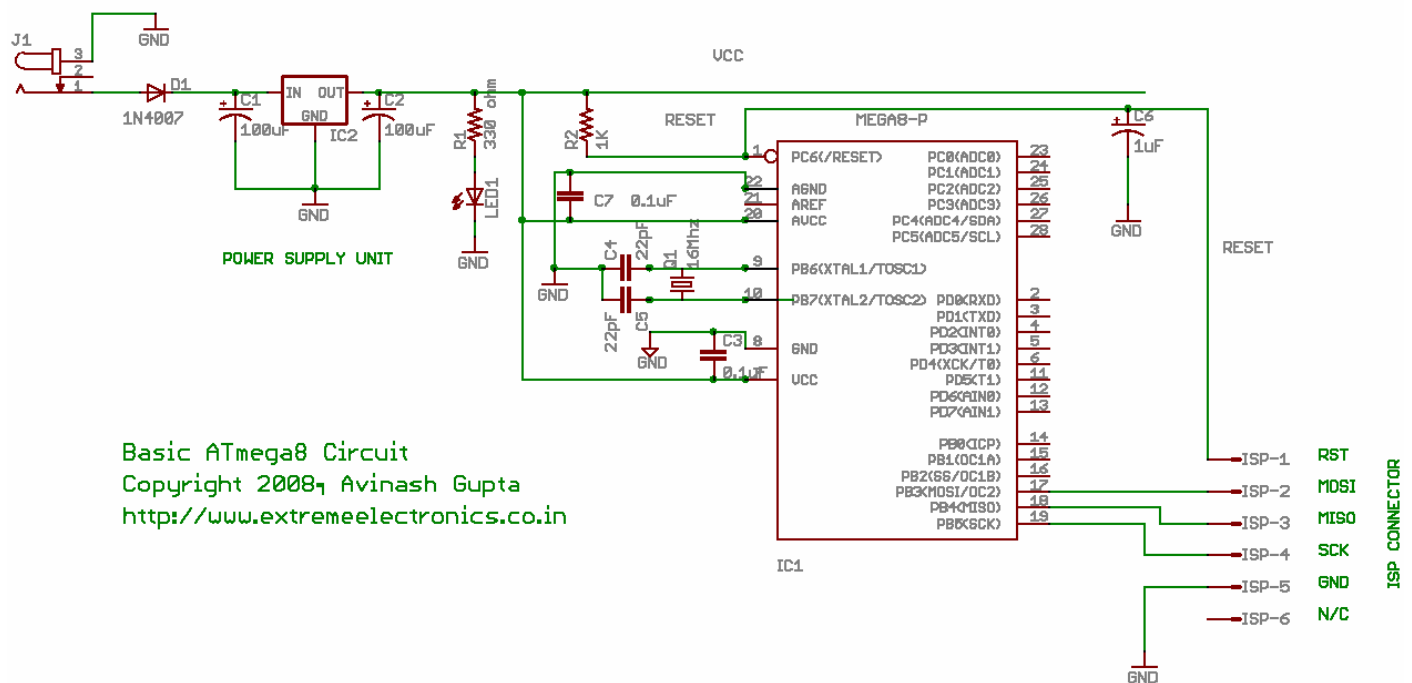 J1
3
2
1
GND
D1
1N4007
C1
100uF
IN OUT
GND
IC2
C2
100uF
GND
POWER SUPPLY UNIT
R1
330 ohm
LED1
GND
VCC
R2
1K
RESET
MEGA8-P
C6
1uF
GND
RESET
C7 0.1uF
C4
22pF
Q1
16Mhz
GND
22pF
C5
GND
C3
0.1uF
1 PC6(/RESET)
22 AGND
21 AREF
20 AVCC
9 PB6(XTAL1/TOSC1)
10 PB7(XTAL2/TOSC2)
8 GND
VCC
PC0(ADC0) 23
PC1(ADC1) 24
PC2(ADC2) 25
PC3(ADC3) 26
PC4(ADC4/SDA) 27
PC5(ADC5/SCL) 28
PD0(RXD) 2
PD1(TXD) 3
PD2(INT0) 4
PD3(INT1) 5
PD4(XCK/T0) 6
PD5(T1) 11
PD6(AIN0) 12
PD7(AIN1) 13
PB0(ICP) 14
PB1(OC1A) 15
PB2(SS/OC1B) 16
PB3(MOSI/OC2) 17
PB4(MISO) 18
PB5(SCK) 19
IC1
ISP-1 RST
ISP-2 MOSI
ISP-3 MISO
ISP-4 SCK
ISP-5 GND
ISP-6 N/C
ISP CONNECTOR
GND
Basic ATmega8 Circuit
Copyright 2008, Avinash Gupta
http://www.extremeelectronics.co.in